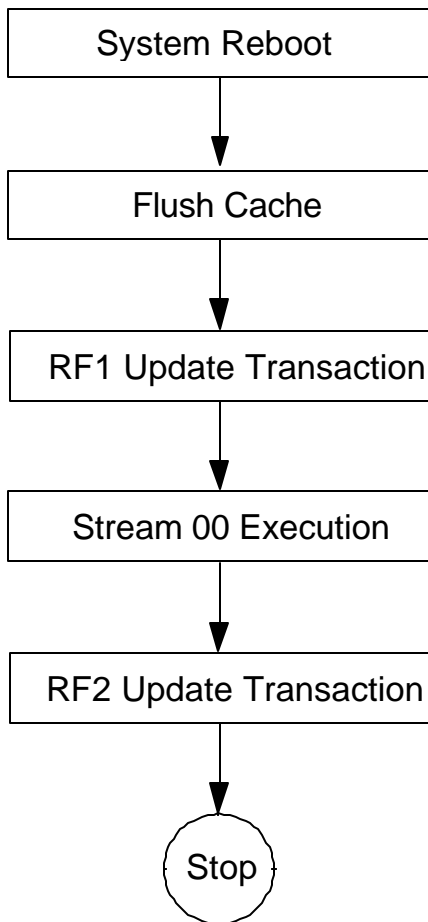 System Reboot
Flush Cache
RF1 Update Transaction
Stream 00 Execution
RF2 Update Transaction
Stop